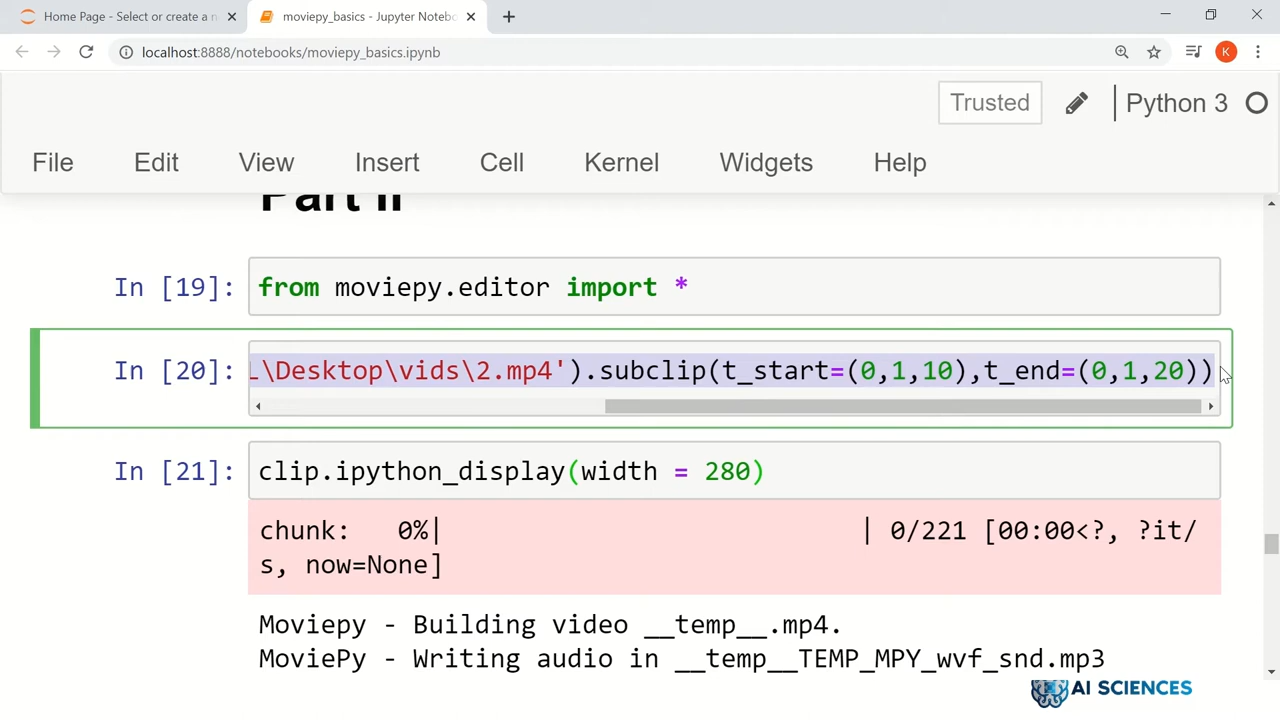 Home Page - Select or create a n
moviepy_basics - Jupyter Notebo
localhost:8888/notebooks/moviepy_basics.ipynb
K
Trusted
Python 3
File Edit View Insert Cell Kernel Widgets Help
Part II
In [19]: from moviepy.editor import *
In [20]: L\Desktop\vids\2.mp4').subclip(t_start=(0,1,10),t_end=(0,1,20))
In [21]: clip.ipython_display(width = 280)
chunk:   0%|          | 0/221 [00:00<?, ?it/
s, now=None]
Moviepy - Building video __temp__.mp4.
MoviePy - Writing audio in __temp__TEMP_MPY_wvf_snd.mp3
AI SCIENCES